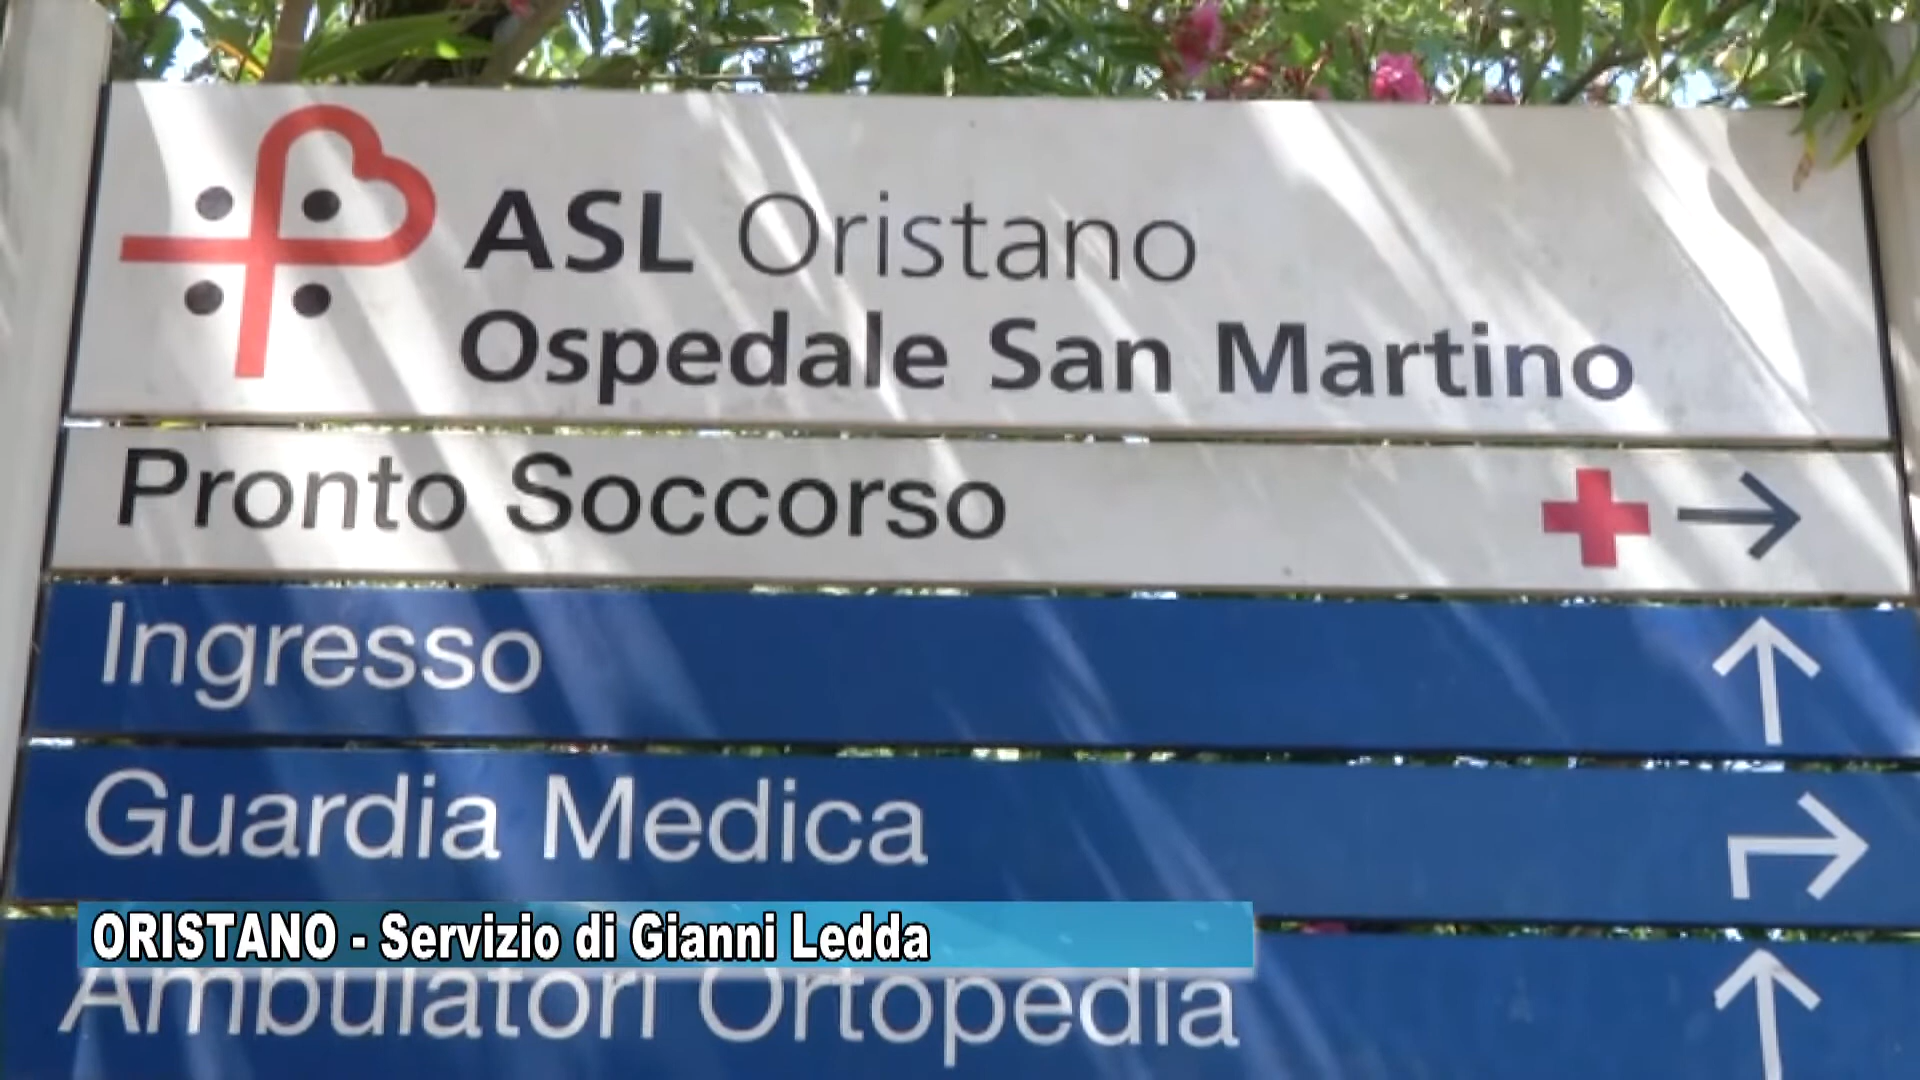 ASL Oristano
Ospedale San Martino
Pronto Soccorso
Ingresso
Guardia Medica
ORISTANO - Servizio di Gianni Ledda
Ambulatori Ortopedia